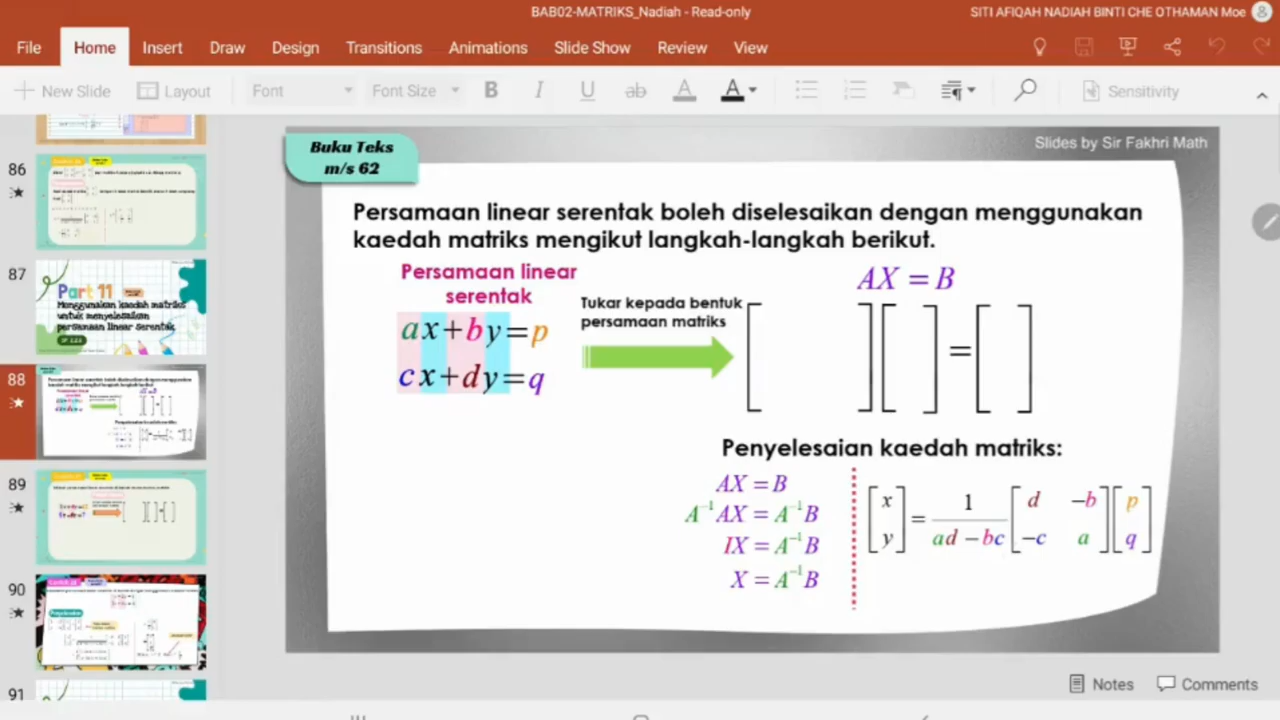 BAB02-MATRIKS_Nadiah - Read-only
SITI AFIQAH NADIAH BINTI CHE OTHAMAN Moe
File Home Insert Draw Design Transitions Animations Slide Show Review View
New Slide Layout Font Font Size B I U ab A A Sensitivity
86
87
Part 11
Menggunakan kaedah matriks
untuk menyelesaikan
persamaan linear serentak
88
89
90
91
Buku Teks
m/s 62
Slides by Sir Fakhri Math
Persamaan linear serentak boleh diselesaikan dengan menggunakan
kaedah matriks mengikut langkah-langkah berikut.
Persamaan linear
serentak
ax+by=p
cx+dy=q
Tukar kepada bentuk
persamaan matriks
AX = B
[ ][ ]=[ ]
Penyelesaian kaedah matriks:
AX = B
A⁻¹AX = A⁻¹B
IX = A⁻¹B
X = A⁻¹B
[x y] = 1/(ad − bc) [d −b −c a][p q]
Notes Comments